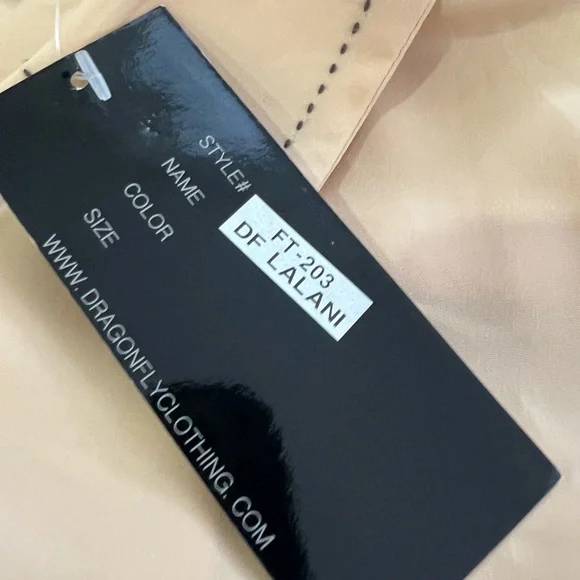 STYLE#
NAME
COLOR
SIZE
FT-203
DF LALANI
WWW.DRAGONFLYCLOTHING.COM